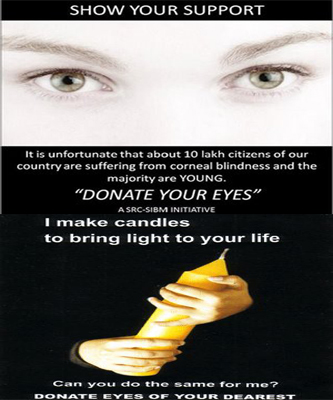 SHOW YOUR SUPPORT
It is unfortunate that about 10 lakh citizens of our
country are suffering from corneal blindness and the
majority are YOUNG.
"DONATE YOUR EYES"
A SRC-SIBM INITIATIVE
I make candles
to bring light to your life
Can you do the same for me?
DONATE EYES OF YOUR DEAREST